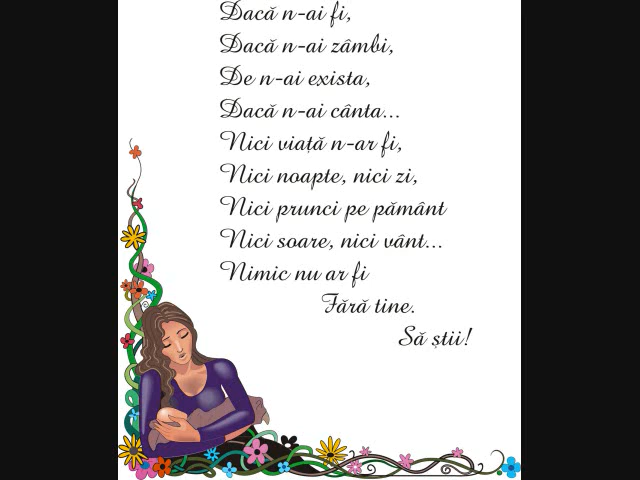 Dacă n-ai fi,
Dacă n-ai zâmbi,
De n-ai exista,
Dacă n-ai cânta...
Nici viață n-ar fi,
Nici noapte, nici zi,
Nici prunci pe pământ
Nici soare, nici vânt...
Nimic nu ar fi
Fără tine.
Să știi!